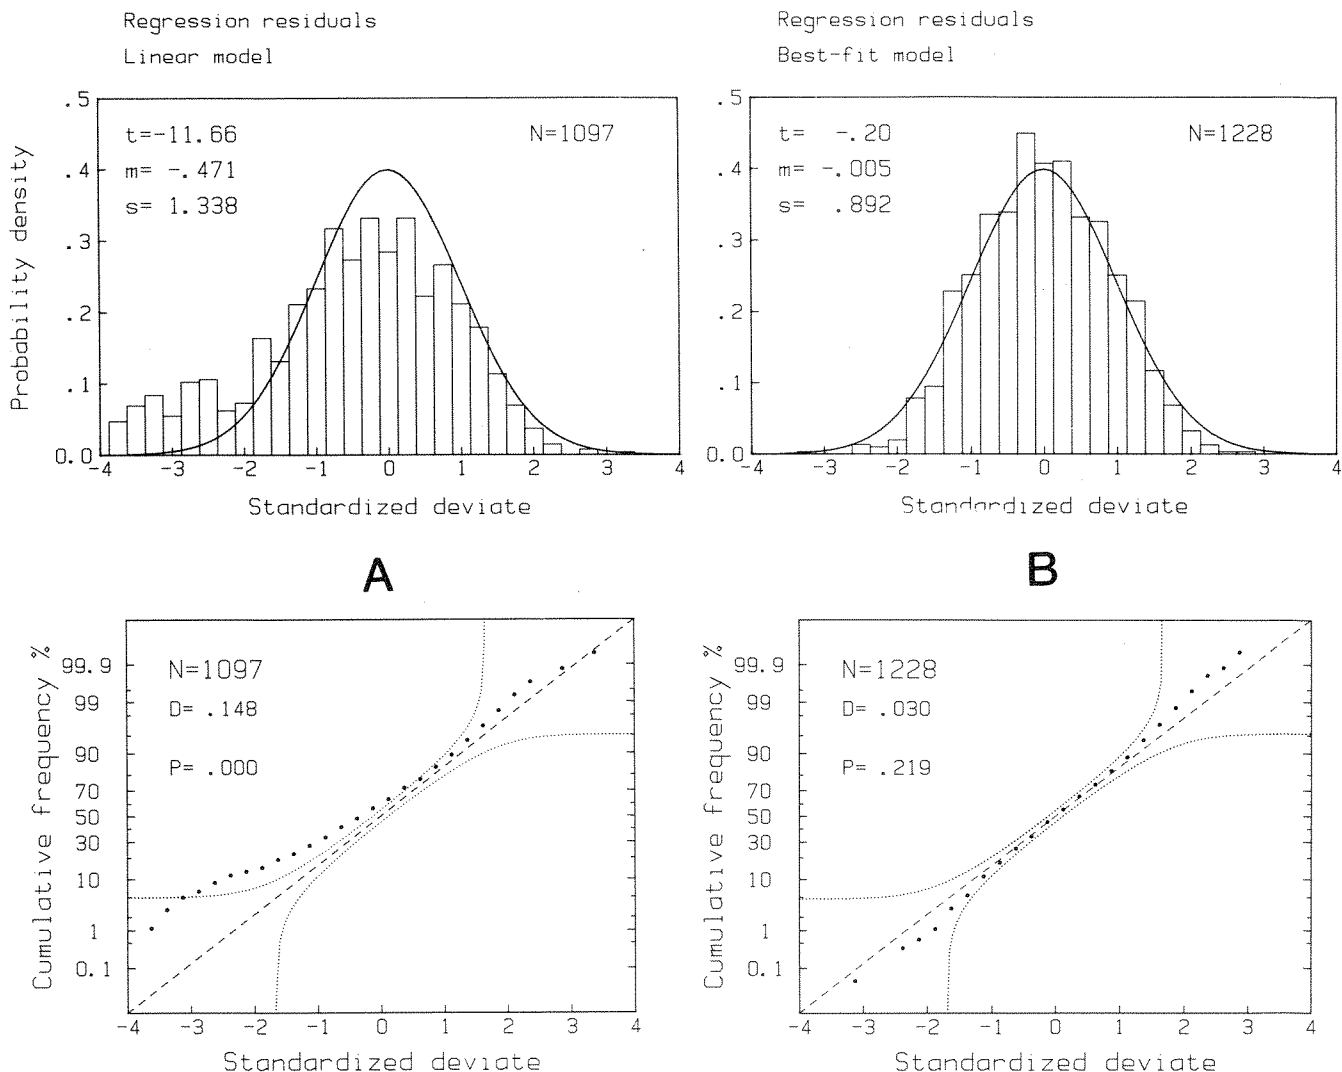 Regression residuals
Linear model
Regression residuals
Best-fit model
Probability density
.5
.4
.3
.2
.1
0.0
t=-11.66
m= -.471
s= 1.338
N=1097
-4 -3 -2 -1 0 1 2 3 4
Standardized deviate
.5
.4
.3
.2
.1
0.0
t= -.20
m= -.005
s= .892
N=1228
-4 -3 -2 -1 0 1 2 3 4
Standardized deviate
A
B
Cumulative frequency %
99.9
99
90
70
50
30
10
1
0.1
N=1097
D= .148
P= .000
-4 -3 -2 -1 0 1 2 3 4
Standardized deviate
Cumulative frequency %
99.9
99
90
70
50
30
10
1
0.1
N=1228
D= .030
P= .219
-4 -3 -2 -1 0 1 2 3 4
Standardized deviate